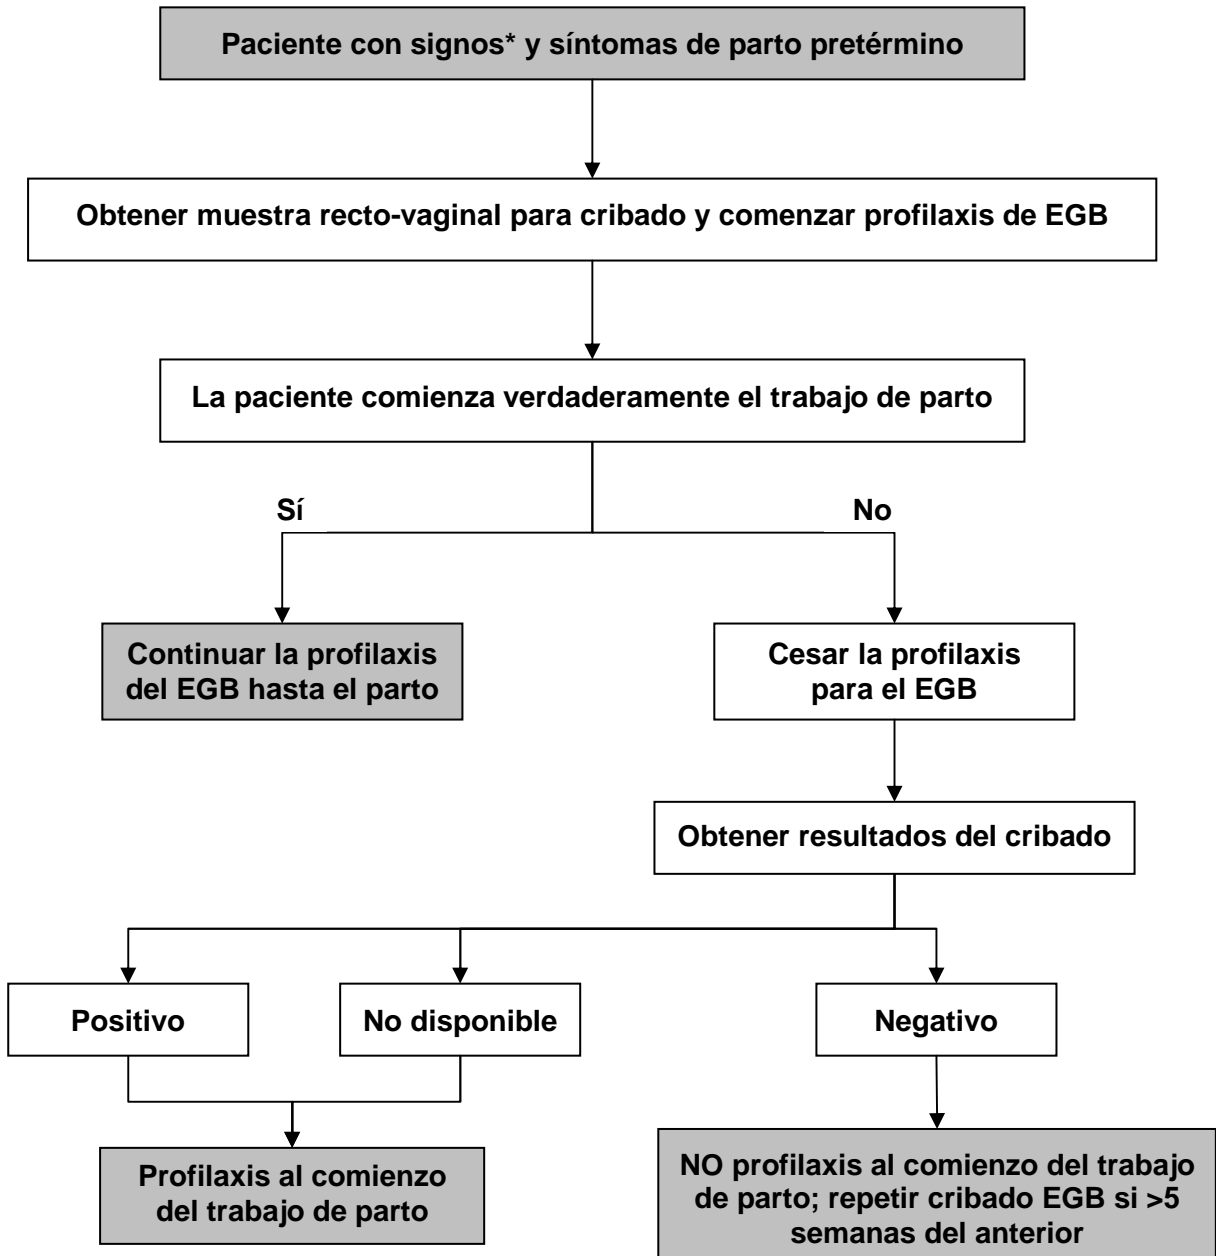 Paciente con signos* y síntomas de parto pretérmino
Obtener muestra recto-vaginal para cribado y comenzar profilaxis de EGB
La paciente comienza verdaderamente el trabajo de parto
Sí
No
Continuar la profilaxis
del EGB hasta el parto
Cesar la profilaxis
para el EGB
Obtener resultados del cribado
Positivo
No disponible
Negativo
Profilaxis al comienzo
del trabajo de parto
NO profilaxis al comienzo del trabajo
de parto; repetir cribado EGB si >5
semanas del anterior